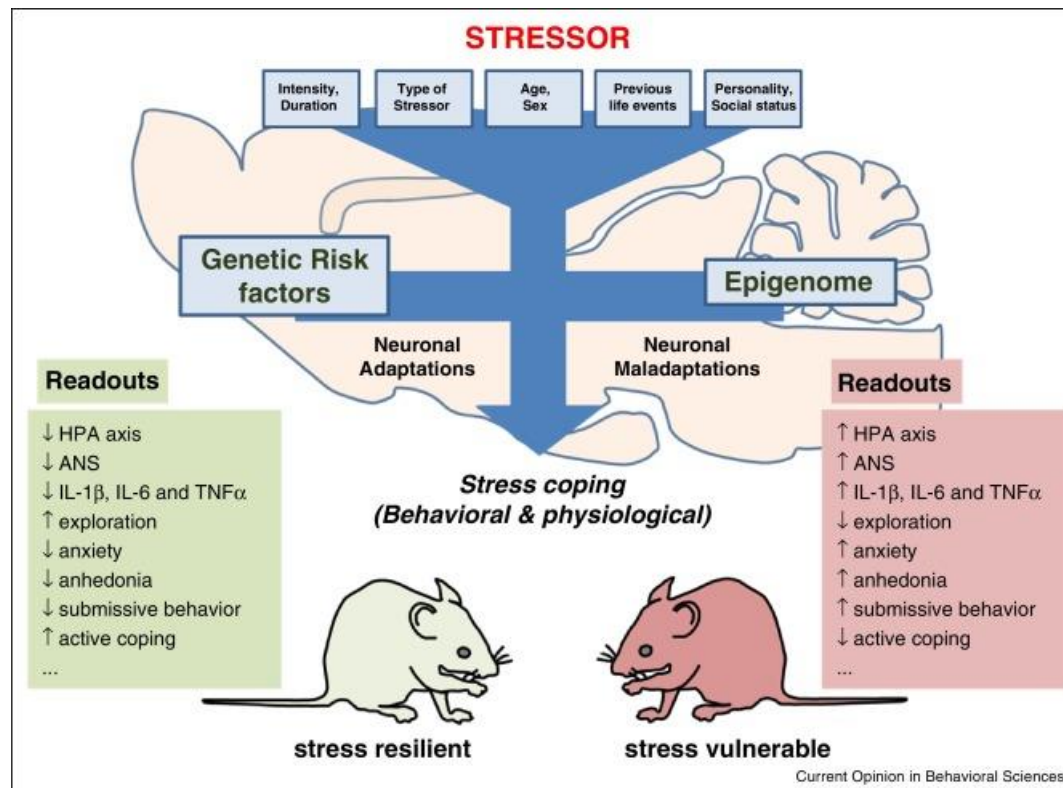 STRESSOR
Intensity,
Duration
Type of
Stressor
Age,
Sex
Previous
life events
Personality,
Social status
Genetic Risk
factors
Epigenome
Neuronal
Adaptations
Neuronal
Maladaptations
Readouts
↓ HPA axis
↓ ANS
↓ IL-1β, IL-6 and TNFα
↑ exploration
↓ anxiety
↓ anhedonia
↓ submissive behavior
↑ active coping
...
Readouts
↑ HPA axis
↑ ANS
↑ IL-1β, IL-6 and TNFα
↓ exploration
↑ anxiety
↑ anhedonia
↑ submissive behavior
↓ active coping
...
Stress coping
(Behavioral & physiological)
stress resilient
stress vulnerable
Current Opinion in Behavioral Sciences